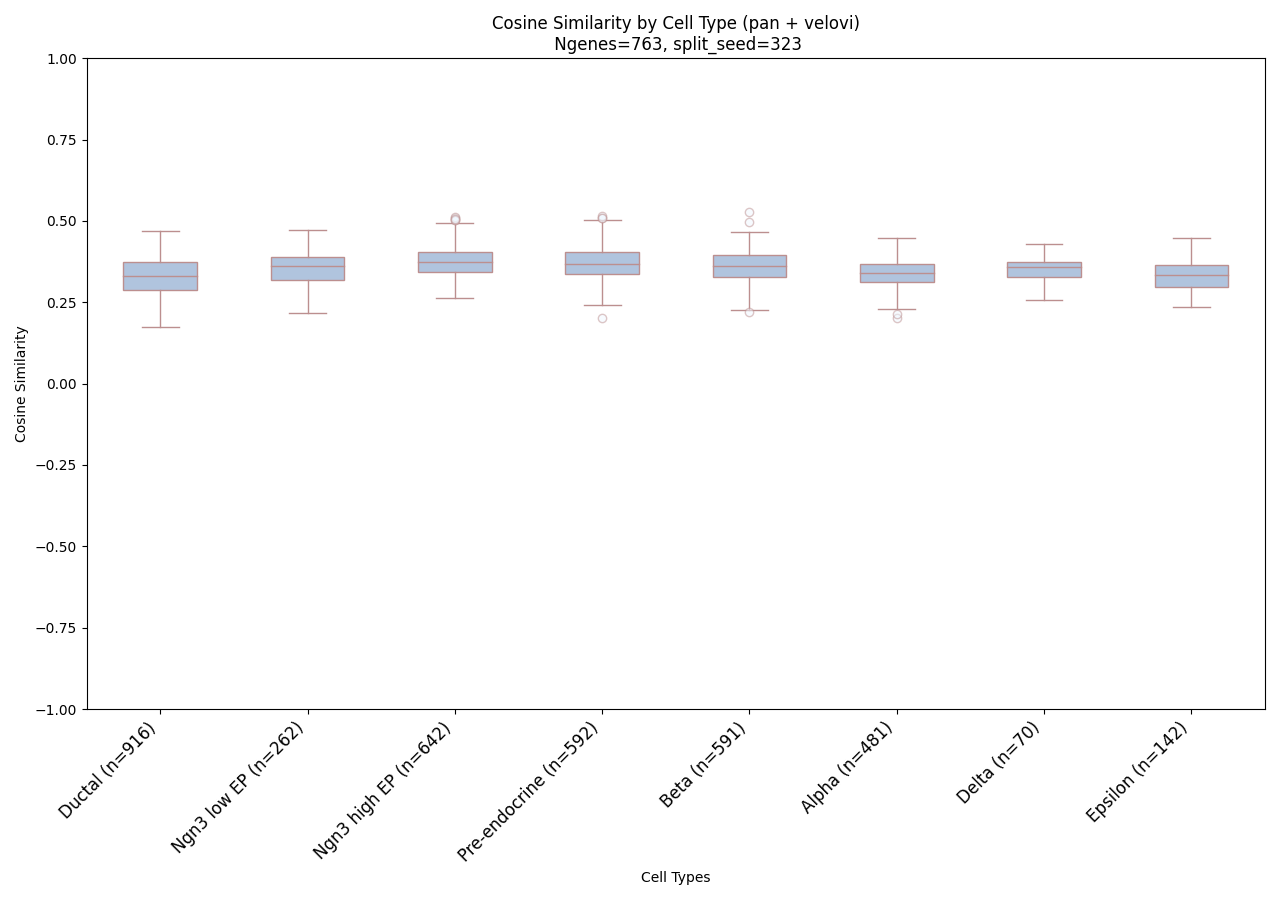 Cosine Similarity by Cell Type (pan + velovi)
Ngenes=763, split_seed=323
1.00
0.75
0.50
0.25
0.00
−0.25
−0.50
−0.75
−1.00
Cosine Similarity
Ductal (n=916)
Ngn3 low EP (n=262)
Ngn3 high EP (n=642)
Pre-endocrine (n=592)
Beta (n=591)
Alpha (n=481)
Delta (n=70)
Epsilon (n=142)
Cell Types